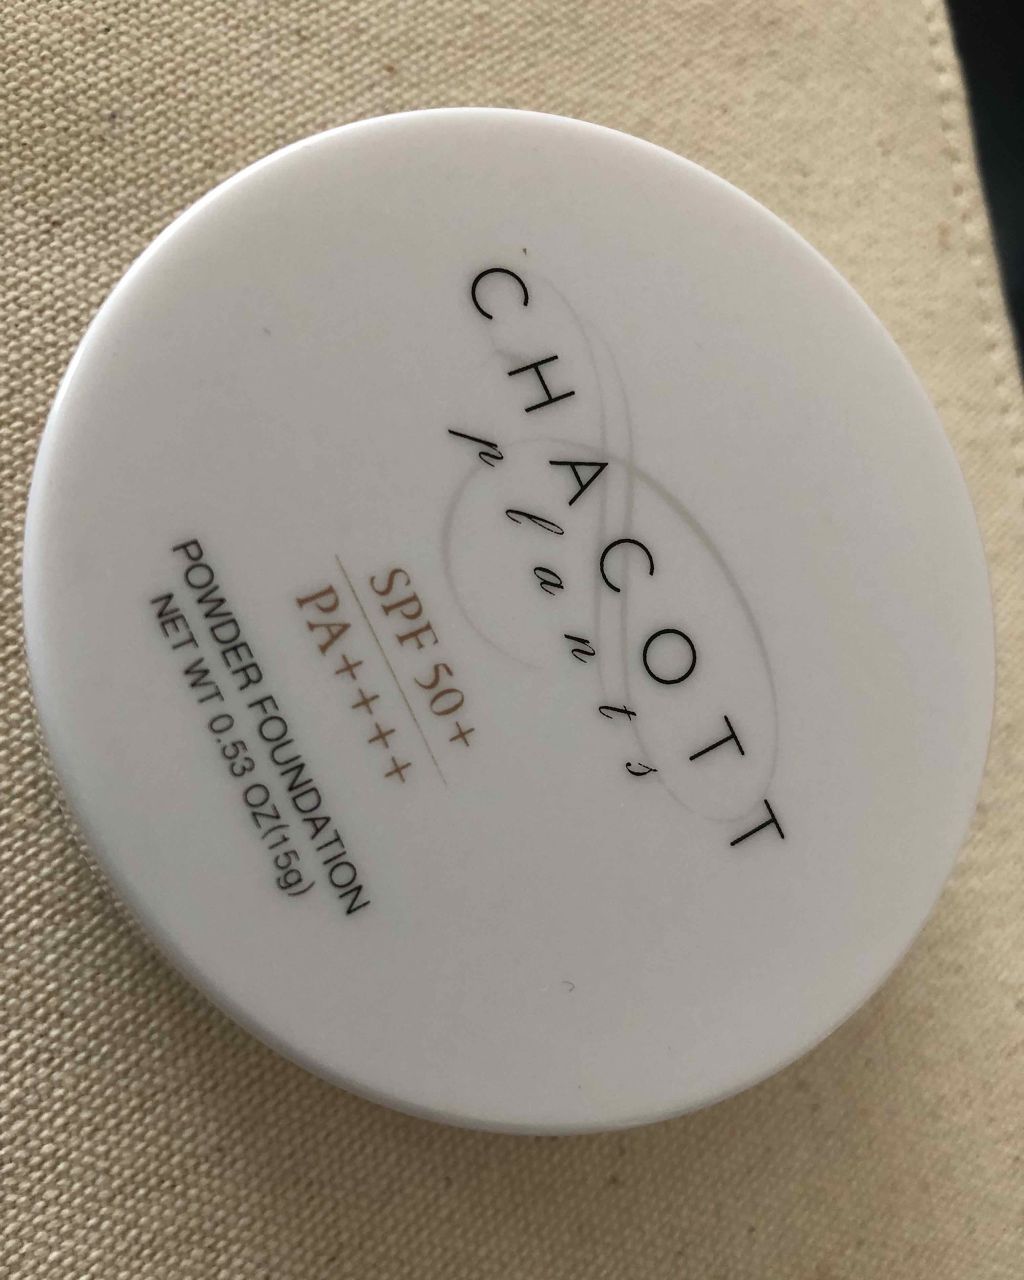 CHACOTT
plants
SPF 50+
PA++++
POWDER FOUNDATION
NET WT 0.53 OZ(15g)